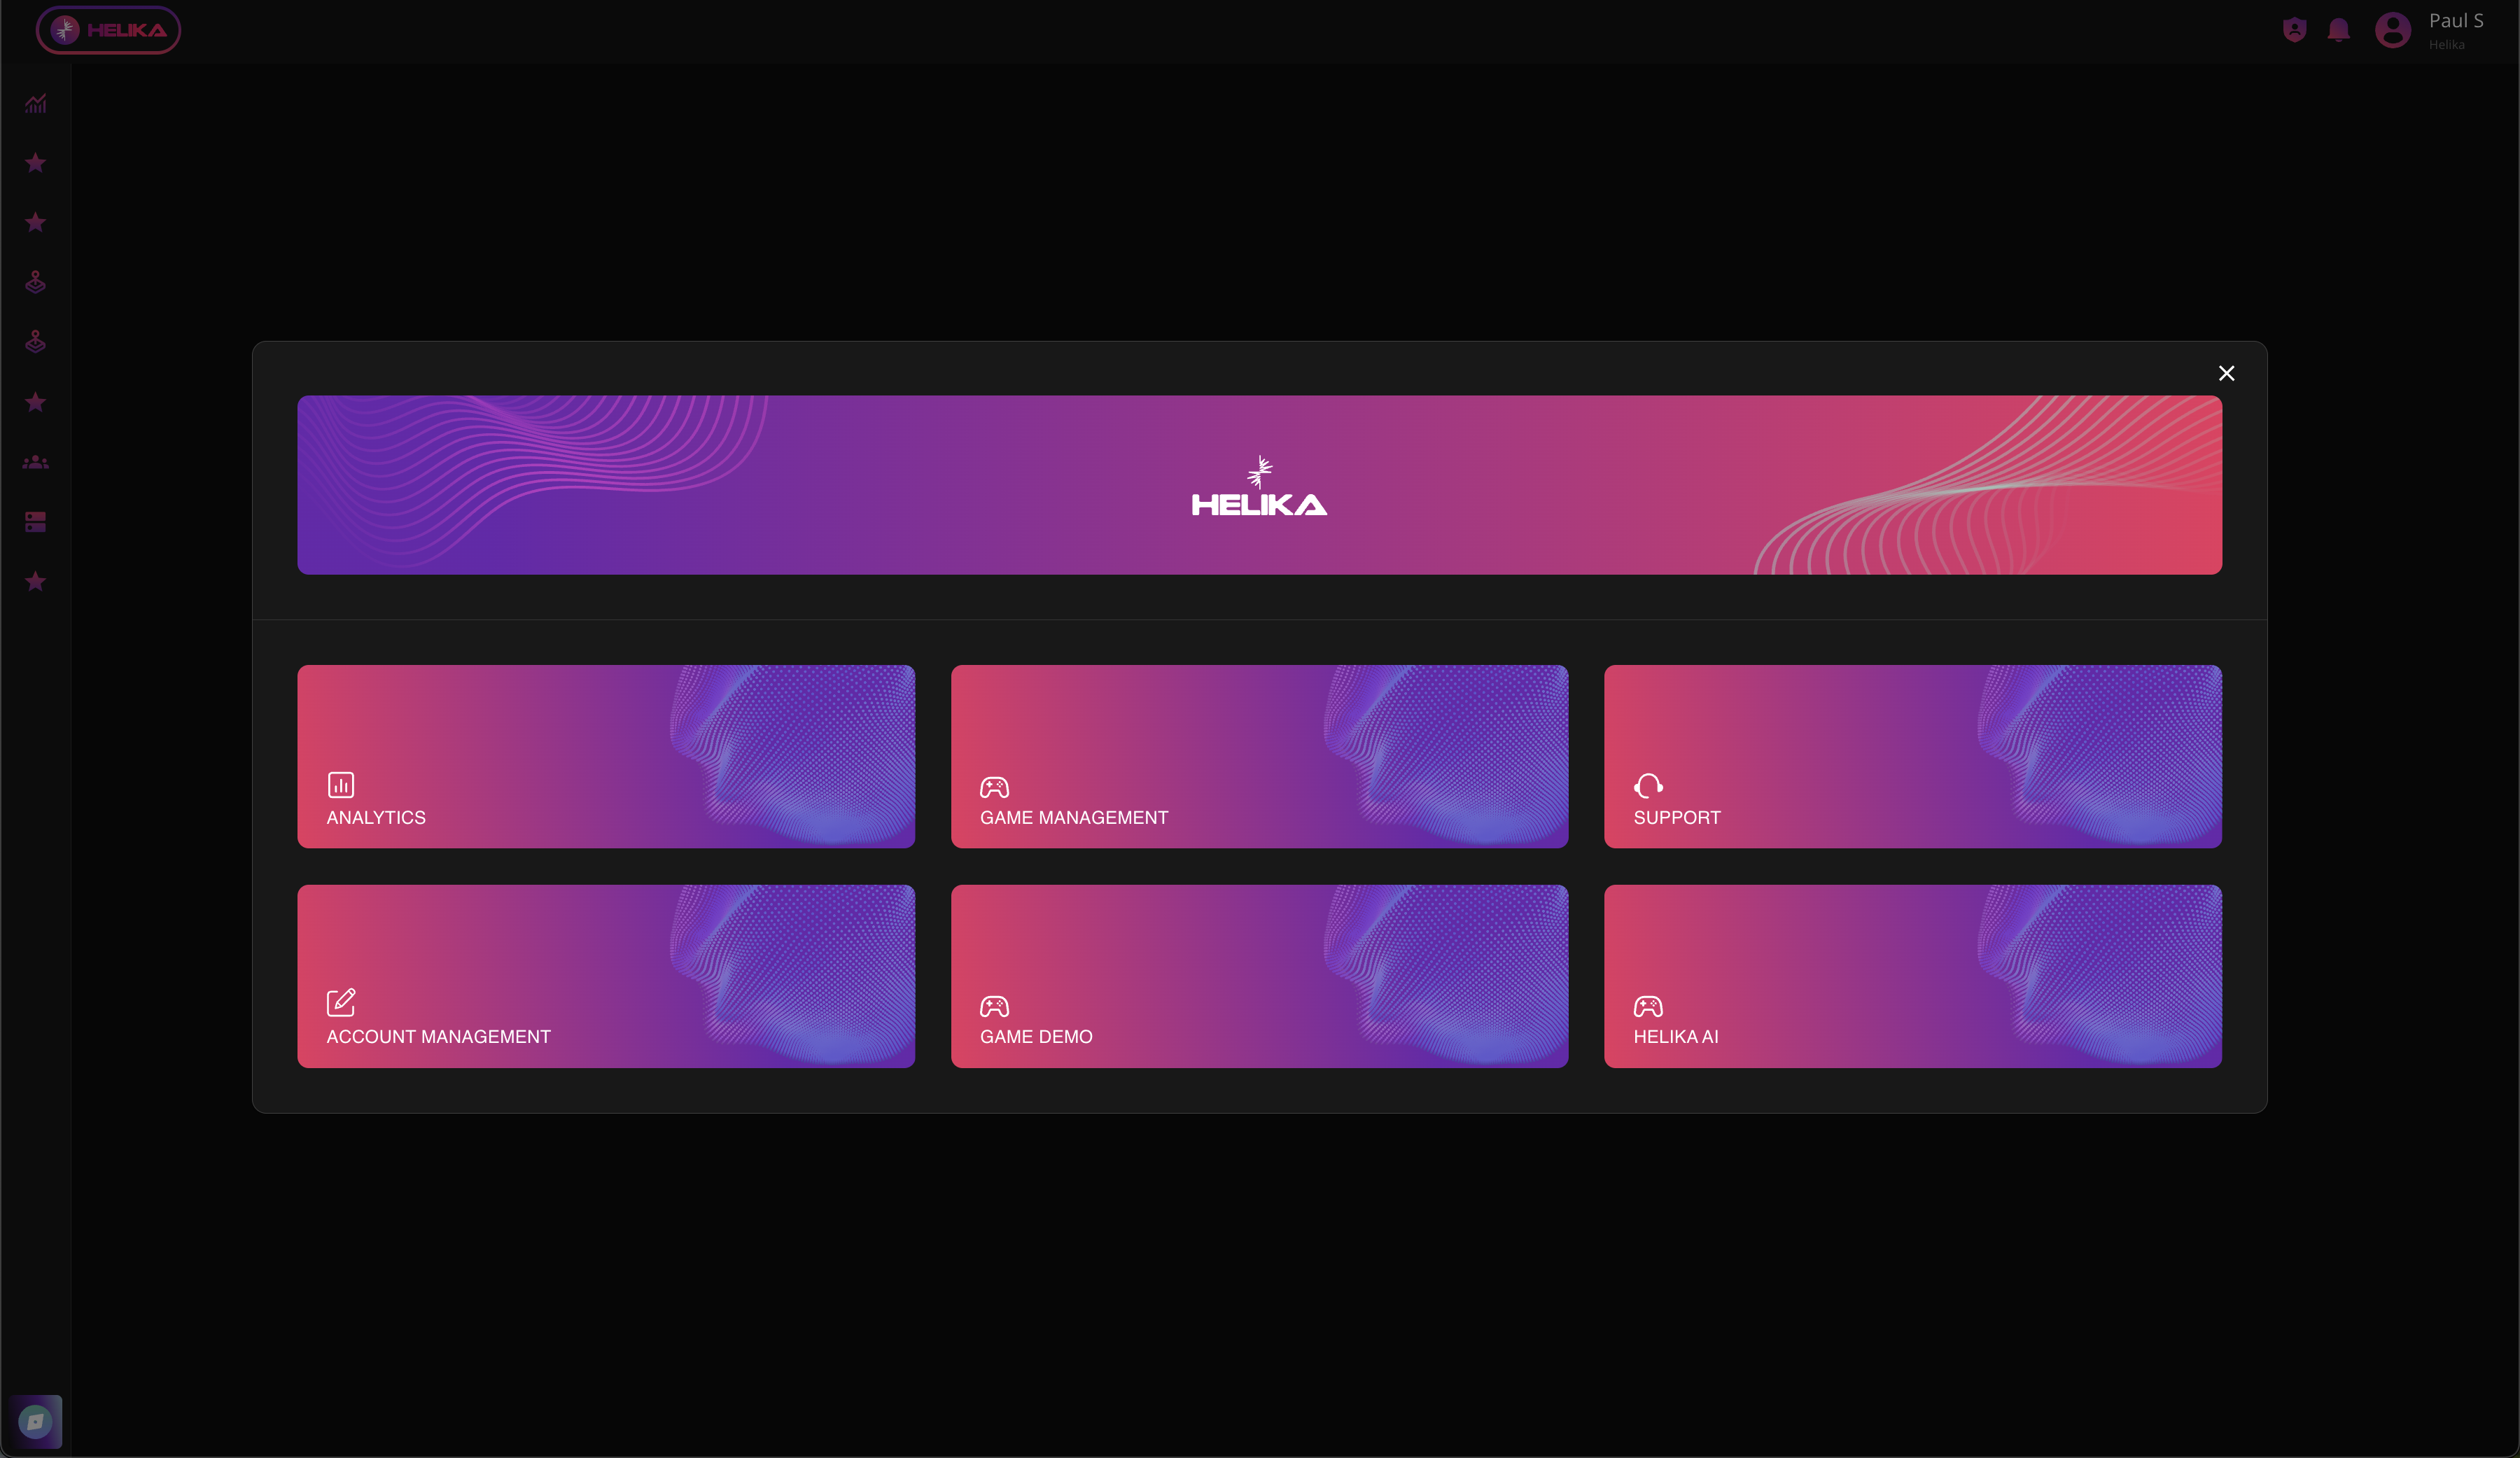 HELIKA
Paul S
Helika
HELIKA
ANALYTICS
GAME MANAGEMENT
SUPPORT
ACCOUNT MANAGEMENT
GAME DEMO
HELIKA AI